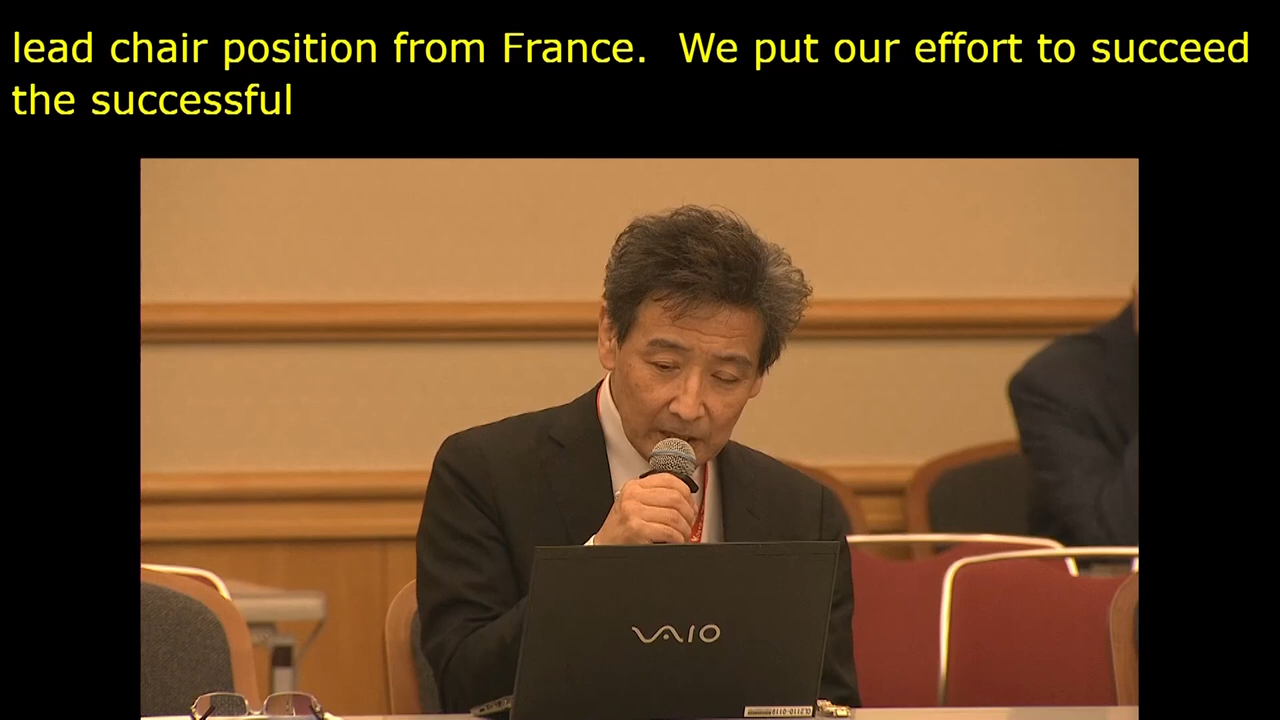 lead chair position from France.  We put our effort to succeed
the successful
VAIO